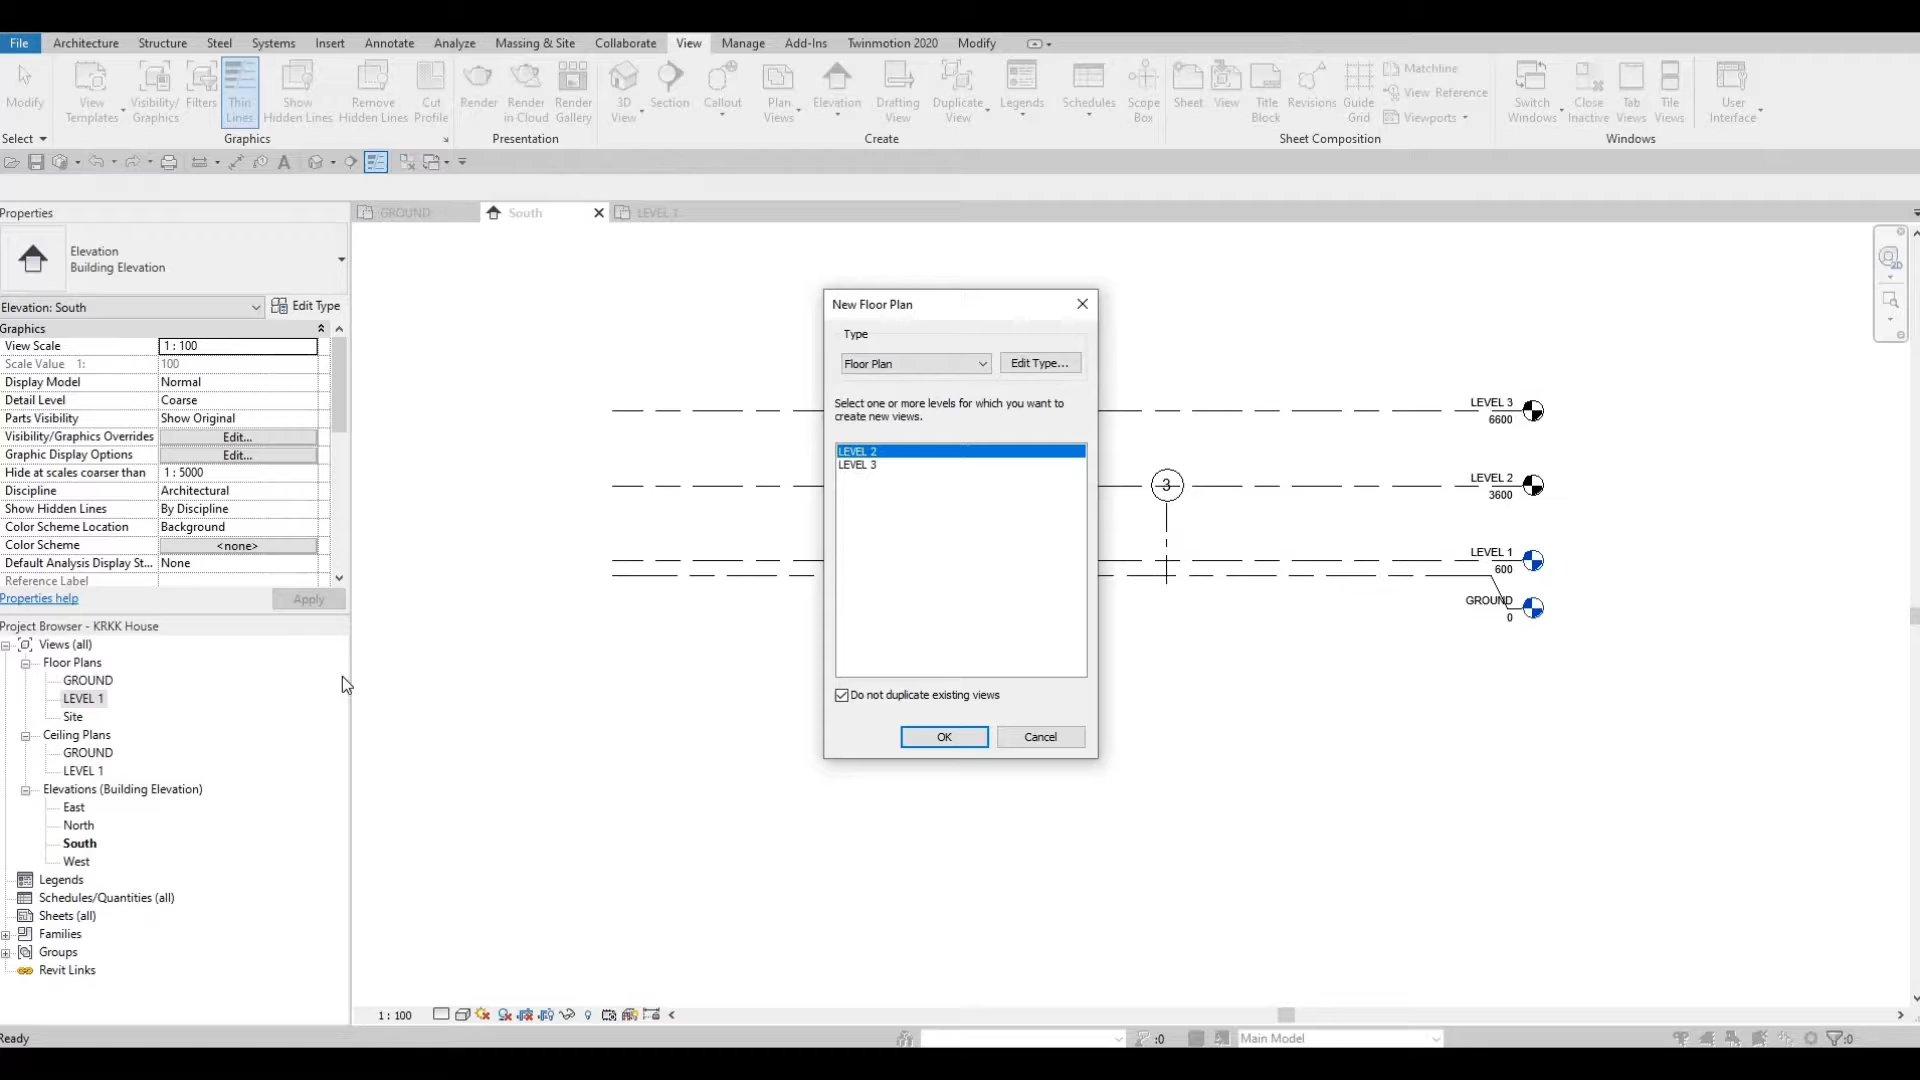 File Architecture Structure Steel Systems Insert Annotate Analyze Massing & Site Collaborate View Manage Add-Ins Twinmotion 2020 Modify
Modify
View Templates
Visibility/ Graphics
Filters
Thin Lines
Show Hidden Lines
Remove Hidden Lines
Cut Profile
Render
Render in Cloud
Render Gallery
3D View
Section
Callout
Plan Views
Elevation
Drafting View
Duplicate View
Legends
Schedules
Scope Box
Sheet
View
Title Block
Revisions
Guide Grid
Matchline
View Reference
Viewports
Switch Windows
Close Inactive
Tab Views
Tile Views
User Interface
Select
Graphics
Presentation
Create
Sheet Composition
Windows
Properties
GROUND
South
LEVEL 1
Elevation
Building Elevation
Elevation: South
Edit Type
Graphics
View Scale 1 : 100
Scale Value 1: 100
Display Model Normal
Detail Level Coarse
Parts Visibility Show Original
Visibility/Graphics Overrides Edit...
Graphic Display Options Edit...
Hide at scales coarser than 1 : 5000
Discipline Architectural
Show Hidden Lines By Discipline
Color Scheme Location Background
Color Scheme <none>
Default Analysis Display St... None
Reference Label
Properties help
Apply
Project Browser - KRKK House
Views (all)
Floor Plans
GROUND
LEVEL 1
Site
Ceiling Plans
GROUND
LEVEL 1
Elevations (Building Elevation)
East
North
South
West
Legends
Schedules/Quantities (all)
Sheets (all)
Families
Groups
Revit Links
New Floor Plan
Type
Floor Plan
Edit Type...
Select one or more levels for which you want to
create new views.
LEVEL 2
LEVEL 3
Do not duplicate existing views
OK
Cancel
LEVEL 3
6600
3
LEVEL 2
3600
LEVEL 1
600
GROUND
0
2D
1 : 100
Ready
:0
Main Model
:0